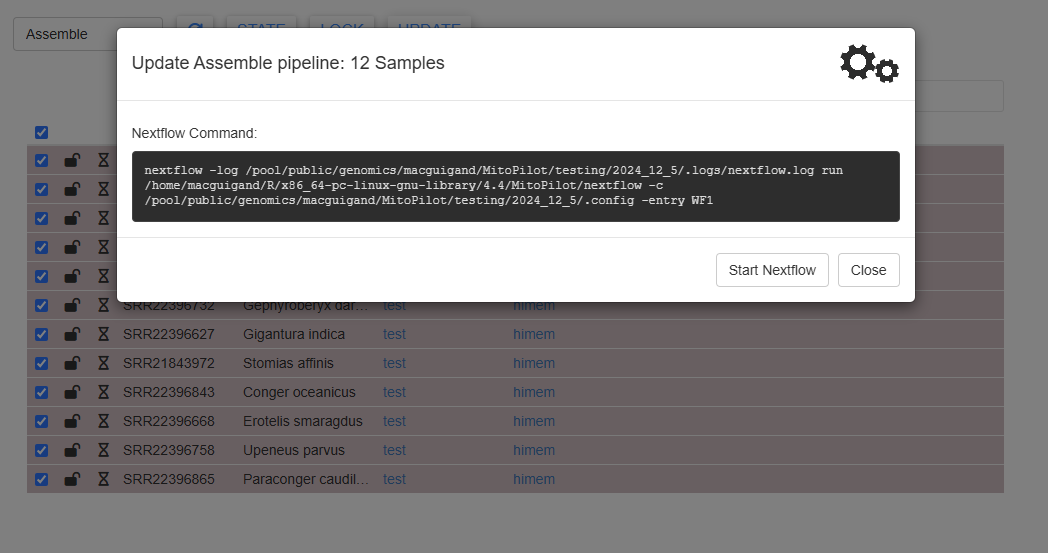 Assemble STATE LOCK UPDATE
Update Assemble pipeline: 12 Samples
Nextflow Command:
nextflow -log /pool/public/genomics/macguigand/MitoPilot/testing/2024_12_5/.logs/nextflow.log run
/home/macguigand/R/x86_64-pc-linux-gnu-library/4.4/MitoPilot/nextflow -c
/pool/public/genomics/macguigand/MitoPilot/testing/2024_12_5/.config -entry WF1
Start Nextflow Close
SRR22396732 Gephyroberyx dar... test himem
SRR22396627 Gigantura indica test himem
SRR21843972 Stomias affinis test himem
SRR22396843 Conger oceanicus test himem
SRR22396668 Erotelis smaragdus test himem
SRR22396758 Upeneus parvus test himem
SRR22396865 Paraconger caudil... test himem